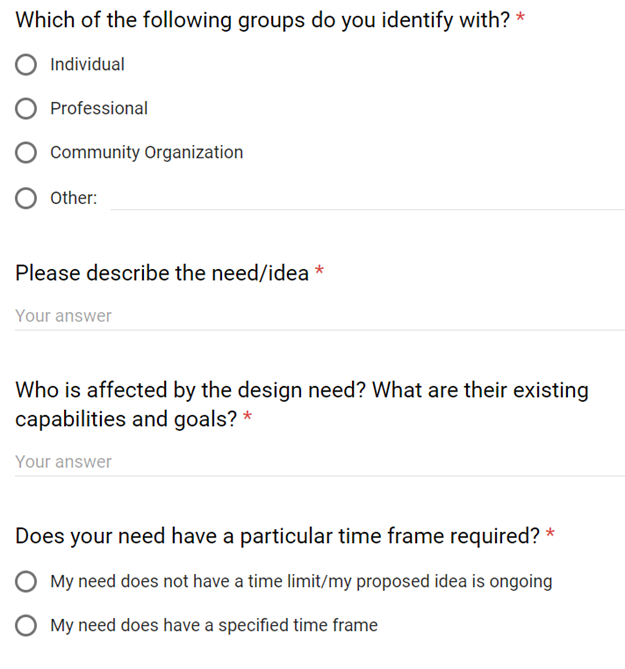 Which of the following groups do you identify with? *
Individual
Professional
Community Organization
Other:
Please describe the need/idea *
Your answer
Who is affected by the design need? What are their existing
capabilities and goals? *
Your answer
Does your need have a particular time frame required? *
My need does not have a time limit/my proposed idea is ongoing
My need does have a specified time frame